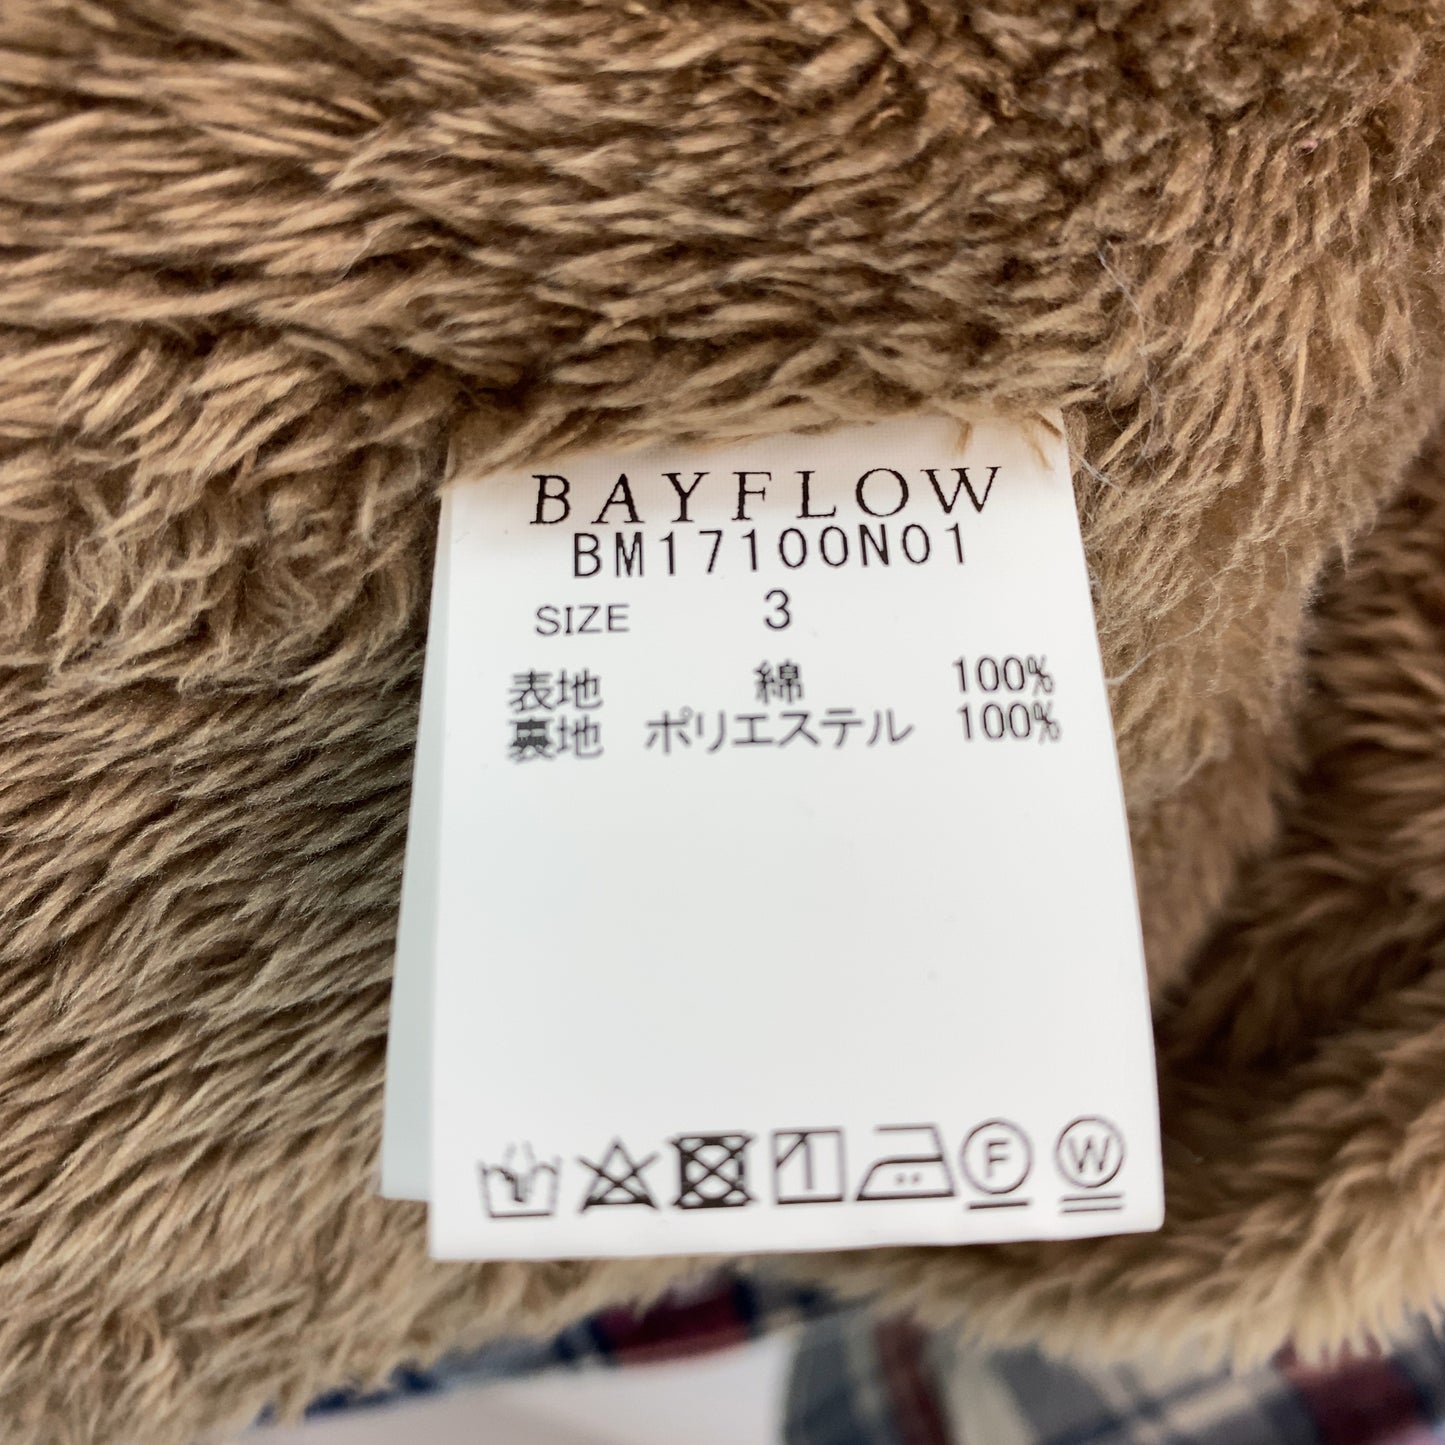 BAYFLOW
BM17100N01
SIZE 3
表地 綿 100%
裏地 ポリエステル 100%
F W